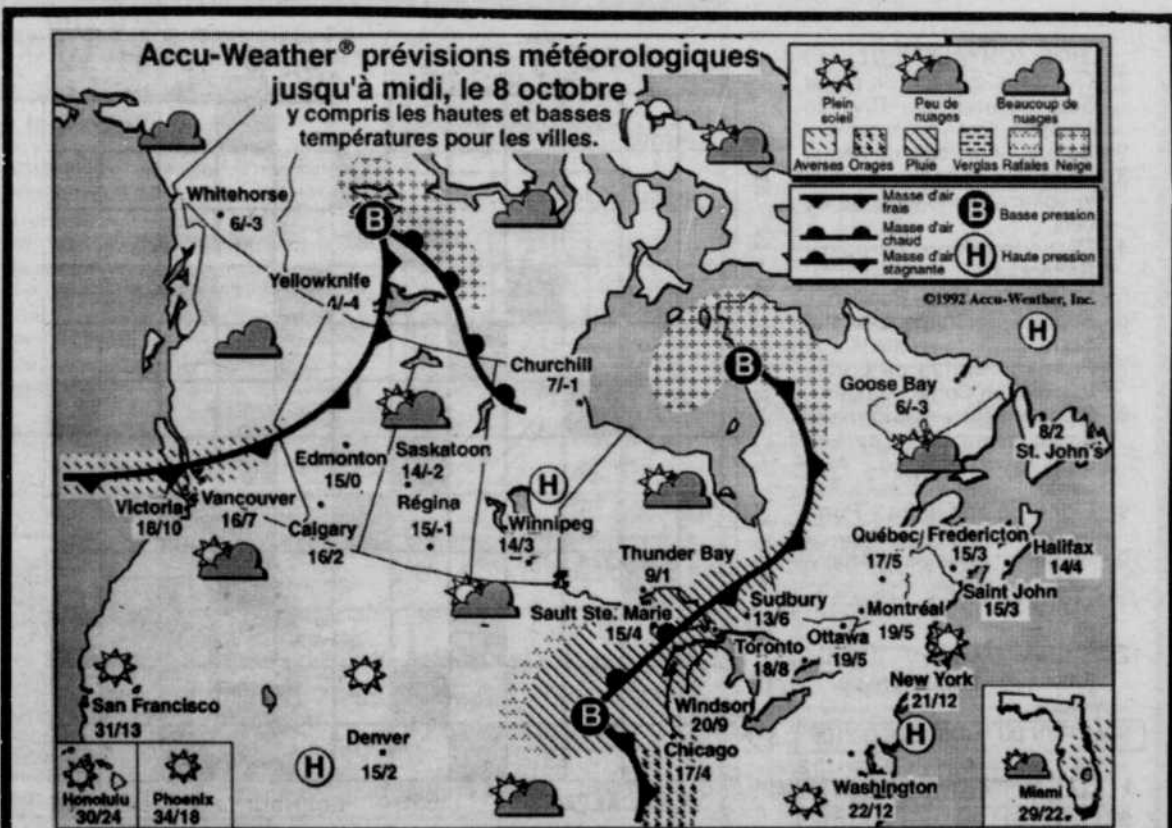 Accu-Weather® prévisions météorologiques
jusqu'à midi, le 8 octobre
y compris les hautes et basses
températures pour les villes.
Plein
soleil
Peu de
nuages
Beaucoup de
nuages
Averses Orages Pluie Verglas Rafales Neige
Masse d'air
frais
B Basse pression
Masse d'air
chaud
Masse d'air
stagnante
H Haute pression
©1992 Accu-Weather, Inc.
H
Whitehorse
6/-3
B
Yellowknife
4/-4
Churchill
7/-1
B
Goose Bay
6/-3
8/2
St. John's
Edmonton
15/0
Saskatoon
14/-2
Régina
15/-1
H
Winnipeg
14/3
Victoria
18/10
Vancouver
16/7
Calgary
16/2
Thunder Bay
9/1
Québec
17/5
Fredericton
15/3
Halifax
14/4
Saint John
15/3
Sault Ste. Marie
15/4
Sudbury
13/6
Montréal
19/5
Ottawa
19/5
Toronto
18/8
New York
21/12
H
San Francisco
31/13
Windsor
20/9
B
Chicago
17/4
Denver
15/2
H
Washington
22/12
Honolulu
30/24
Phoenix
34/18
Miami
29/22